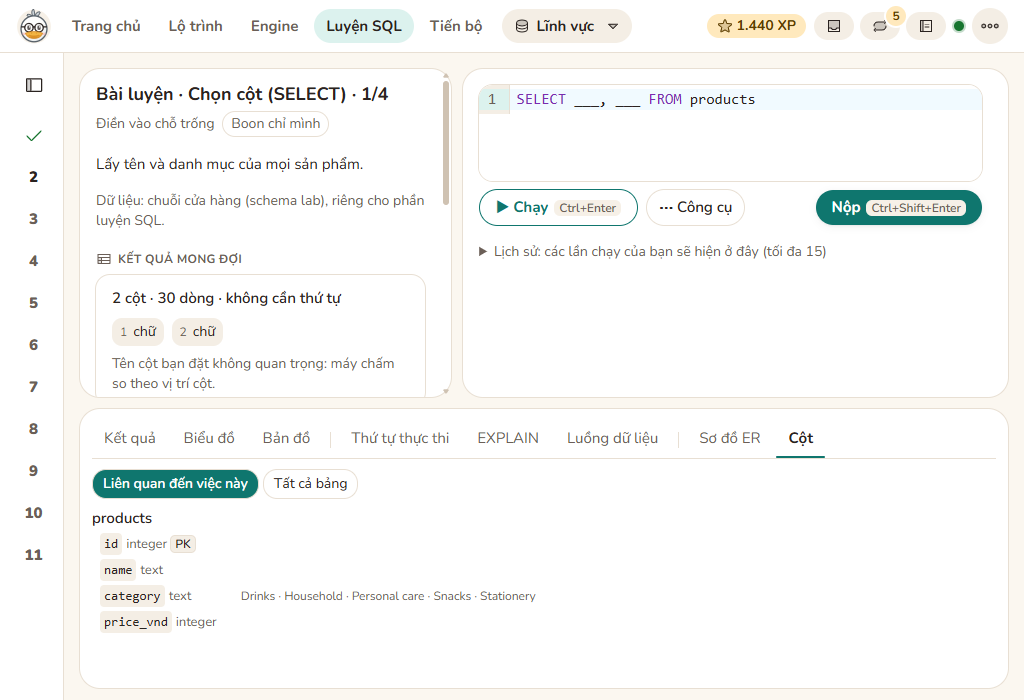 Trang chủ
Lộ trình
Engine
Luyện SQL
Tiến bộ
Lĩnh vực
1.440 XP
5
2
3
4
5
6
7
8
9
10
11
Bài luyện · Chọn cột (SELECT) · 1/4
Điền vào chỗ trống
Boon chỉ mình
Lấy tên và danh mục của mọi sản phẩm.
Dữ liệu: chuỗi cửa hàng (schema lab), riêng cho phần
luyện SQL.
KẾT QUẢ MONG ĐỢI
2 cột · 30 dòng · không cần thứ tự
1 chữ
2 chữ
Tên cột bạn đặt không quan trọng: máy chấm
so theo vị trí cột.
1 SELECT ___, ___ FROM products
Chạy Ctrl+Enter
Công cụ
Nộp Ctrl+Shift+Enter
Lịch sử: các lần chạy của bạn sẽ hiện ở đây (tối đa 15)
Kết quả
Biểu đồ
Bản đồ
Thứ tự thực thi
EXPLAIN
Luồng dữ liệu
Sơ đồ ER
Cột
Liên quan đến việc này
Tất cả bảng
products
id integer PK
name text
category text Drinks · Household · Personal care · Snacks · Stationery
price_vnd integer